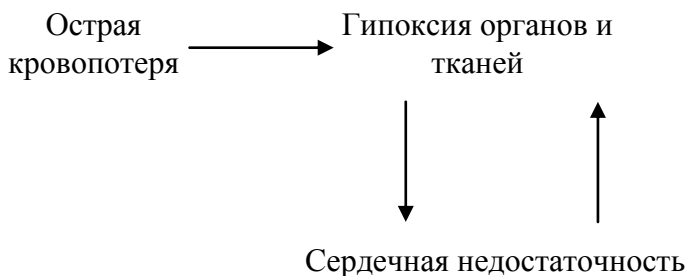 Острая
кровопотеря
Гипоксия органов и
тканей
Сердечная недостаточность